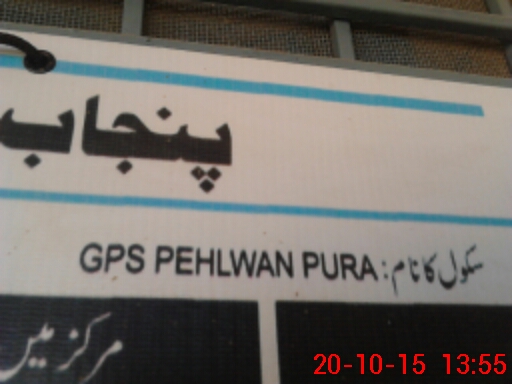 پنجاب
سکول کا نام : GPS PEHLWAN PURA
مرکز میں
20-10-15 13:55